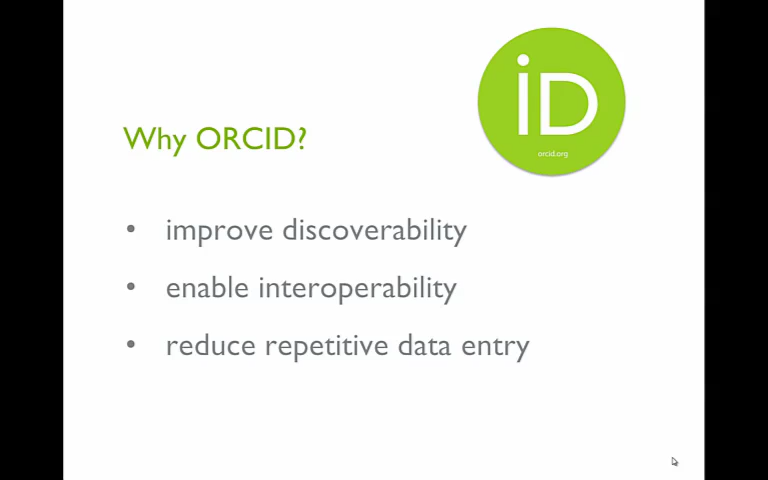 iD
orcid.org
Why ORCID?
• improve discoverability
• enable interoperability
• reduce repetitive data entry